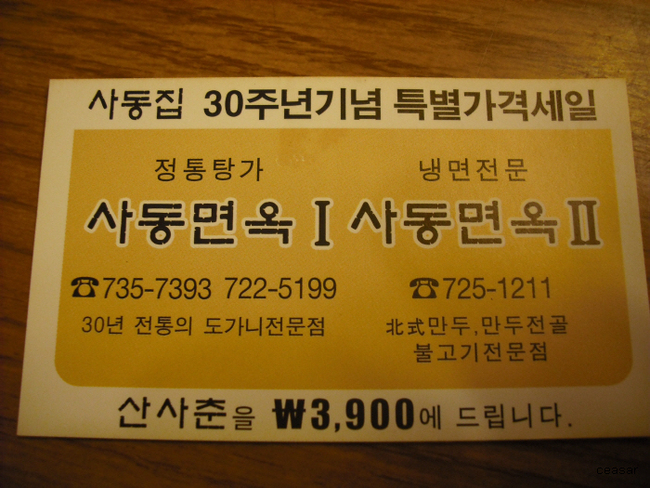 사동집 30주년기념 특별가격세일
정통탕가
사동면옥 I
☎735-7393 722-5199
30년 전통의 도가니전문점
냉면전문
사동면옥 II
☎725-1211
北式만두,만두전골
불고기전문점
산사춘을 ₩3,900에 드립니다.
ceasar